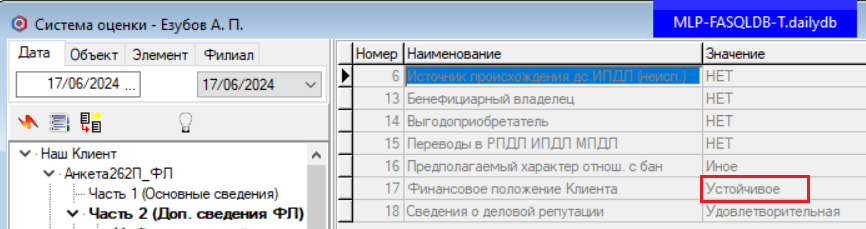 Система оценки - Езубов А. П.
MLP-FASQLDB-T.dailydb
Дата Объект Элемент Филиал
17/06/2024 ... 17/06/2024
Наш Клиент
Анкета262П_ФЛ
Часть 1 (Основные сведения)
Часть 2 (Доп. сведения ФЛ)
Номер Наименование Значение
6 Источник происхождения дс ИПДЛ (неисп.) НЕТ
13 Бенефициарный владелец НЕТ
14 Выгодоприобретатель НЕТ
15 Переводы в РПДЛ ИПДЛ МПДЛ НЕТ
16 Предполагаемый характер отнош. с бан Иное
17 Финансовое положение Клиента Устойчивое
18 Сведения о деловой репутации Удовлетворительная